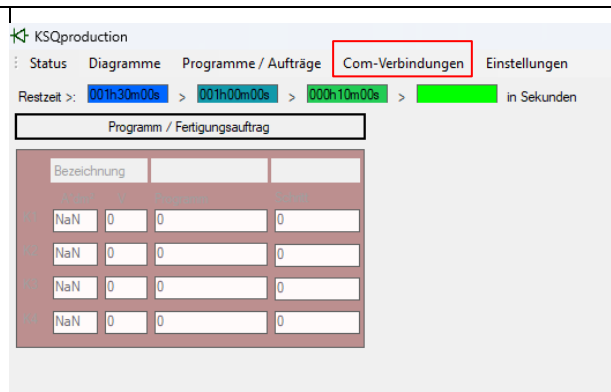 KSQproduction
Status Diagramme Programme / Aufträge Com-Verbindungen Einstellungen
Restzeit >: 001h30m00s > 001h00m00s > 000h10m00s > in Sekunden
Programm / Fertigungsauftrag
Bezeichnung
NaN 0 0 0
NaN 0 0 0
NaN 0 0 0
NaN 0 0 0